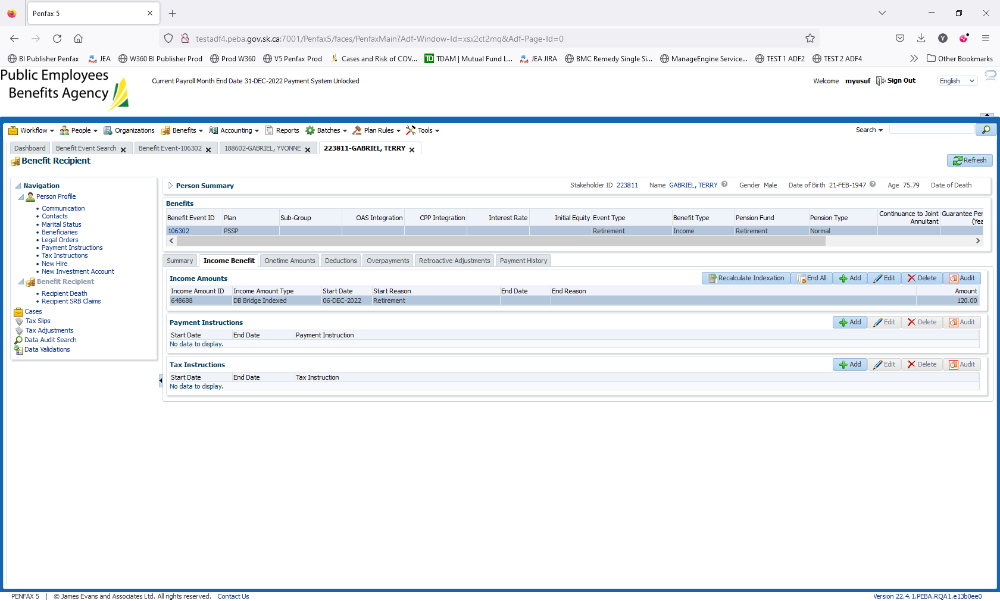 Penfax 5
testadf4.peba.gov.sk.ca:7001/Penfax5/faces/PenfaxMain?Adf-Window-Id=xsx2ct2mq&Adf-Page-Id=0
BI Publisher Penfax JEA W360 BI Publisher Prod Prod W360 V5 Penfax Prod Cases and Risk of COV... TDAM | Mutual Fund L... JEA JIRA BMC Remedy Single Si... ManageEngine Service... TEST 1 ADF2 TEST 2 ADF4 Other Bookmarks
Public Employees
Benefits Agency
Current Payroll Month End Date 31-DEC-2022 Payment System Unlocked
Welcome myusuf Sign Out English
Workflow People Organizations Benefits Accounting Reports Batches Plan Rules Tools Search
Dashboard Benefit Event Search Benefit Event-106302 188602-GABRIEL, YVONNE 223811-GABRIEL, TERRY
Benefit Recipient Refresh
Navigation
Person Profile
Communication
Contacts
Marital Status
Beneficiaries
Legal Orders
Payment Instructions
Tax Instructions
New Hire
New Investment Account
Benefit Recipient
Recipient Death
Recipient SRB Claims
Cases
Tax Slips
Tax Adjustments
Data Audit Search
Data Validations
Person Summary Stakeholder ID 223811 Name GABRIEL, TERRY Gender Male Date of Birth 21-FEB-1947 Age 75.79 Date of Death
Benefits
Benefit Event ID Plan Sub-Group OAS Integration CPP Integration Interest Rate Initial Equity Event Type Benefit Type Pension Fund Pension Type Continuance to Joint Annuitant Guarantee Per (Yea
106302 PSSP Retirement Income Retirement Normal
Summary Income Benefit Onetime Amounts Deductions Overpayments Retroactive Adjustments Payment History
Income Amounts Recalculate Indexation End All Add Edit Delete Audit
Income Amount ID Income Amount Type Start Date Start Reason End Date End Reason Amount
648688 DB Bridge Indexed 06-DEC-2022 Retirement 120.00
Payment Instructions Add Edit Delete Audit
Start Date End Date Payment Instruction
No data to display.
Tax Instructions Add Edit Delete Audit
Start Date End Date Tax Instruction
No data to display.
PENFAX 5 | © James Evans and Associates Ltd. All rights reserved. Contact Us Version 22.4.1.PEBA.RQA1.e13b0ee0